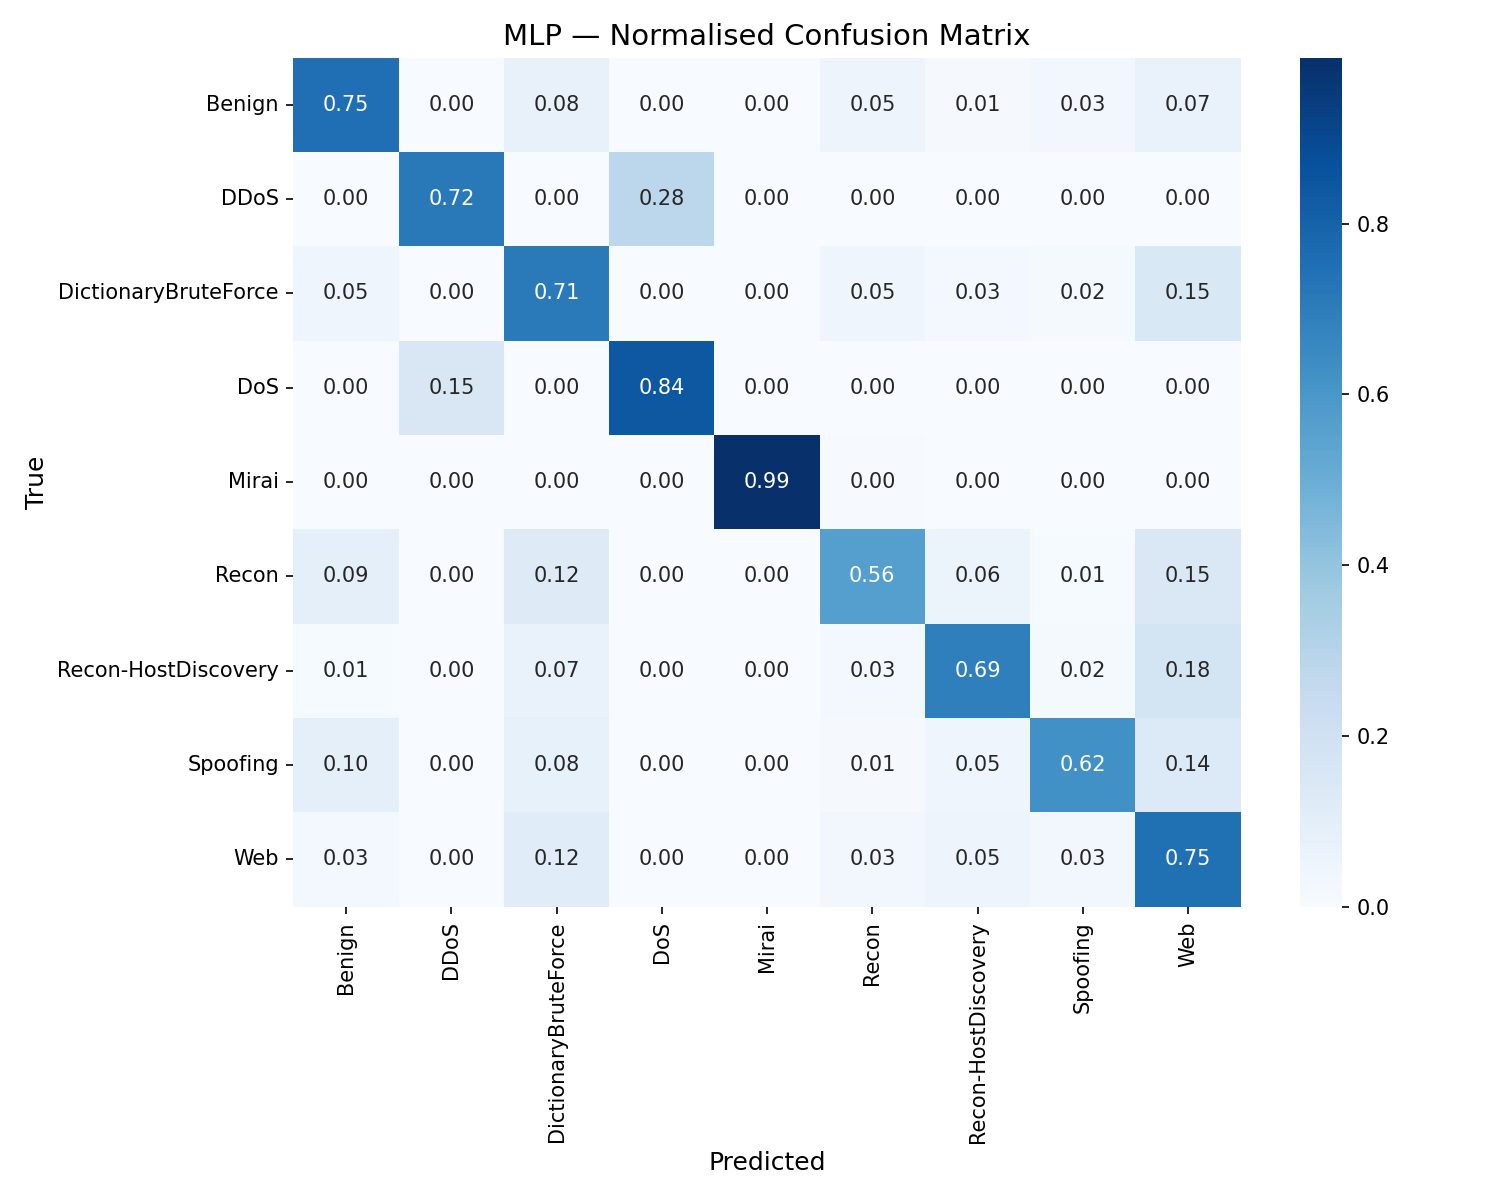 MLP — Normalised Confusion Matrix
True
Benign 0.75 0.00 0.08 0.00 0.00 0.05 0.01 0.03 0.07
DDoS 0.00 0.72 0.00 0.28 0.00 0.00 0.00 0.00 0.00
DictionaryBruteForce 0.05 0.00 0.71 0.00 0.00 0.05 0.03 0.02 0.15
DoS 0.00 0.15 0.00 0.84 0.00 0.00 0.00 0.00 0.00
Mirai 0.00 0.00 0.00 0.00 0.99 0.00 0.00 0.00 0.00
Recon 0.09 0.00 0.12 0.00 0.00 0.56 0.06 0.01 0.15
Recon-HostDiscovery 0.01 0.00 0.07 0.00 0.00 0.03 0.69 0.02 0.18
Spoofing 0.10 0.00 0.08 0.00 0.00 0.01 0.05 0.62 0.14
Web 0.03 0.00 0.12 0.00 0.00 0.03 0.05 0.03 0.75
Benign DDoS DictionaryBruteForce DoS Mirai Recon Recon-HostDiscovery Spoofing Web
Predicted
0.8
0.6
0.4
0.2
0.0